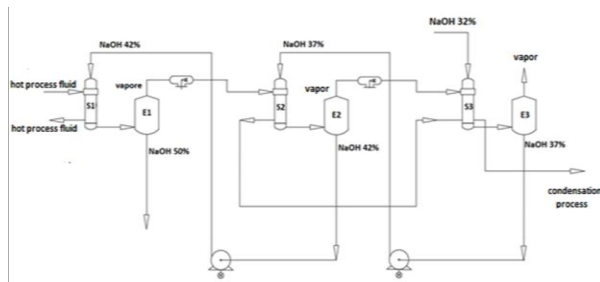 NaOH 32%
NaOH 42%
NaOH 37%
vapor
hot process fluid
vapore
vapor
S1
E1
S2
E2
S3
E3
hot process fluid
NaOH 50%
NaOH 42%
NaOH 37%
condensation
process